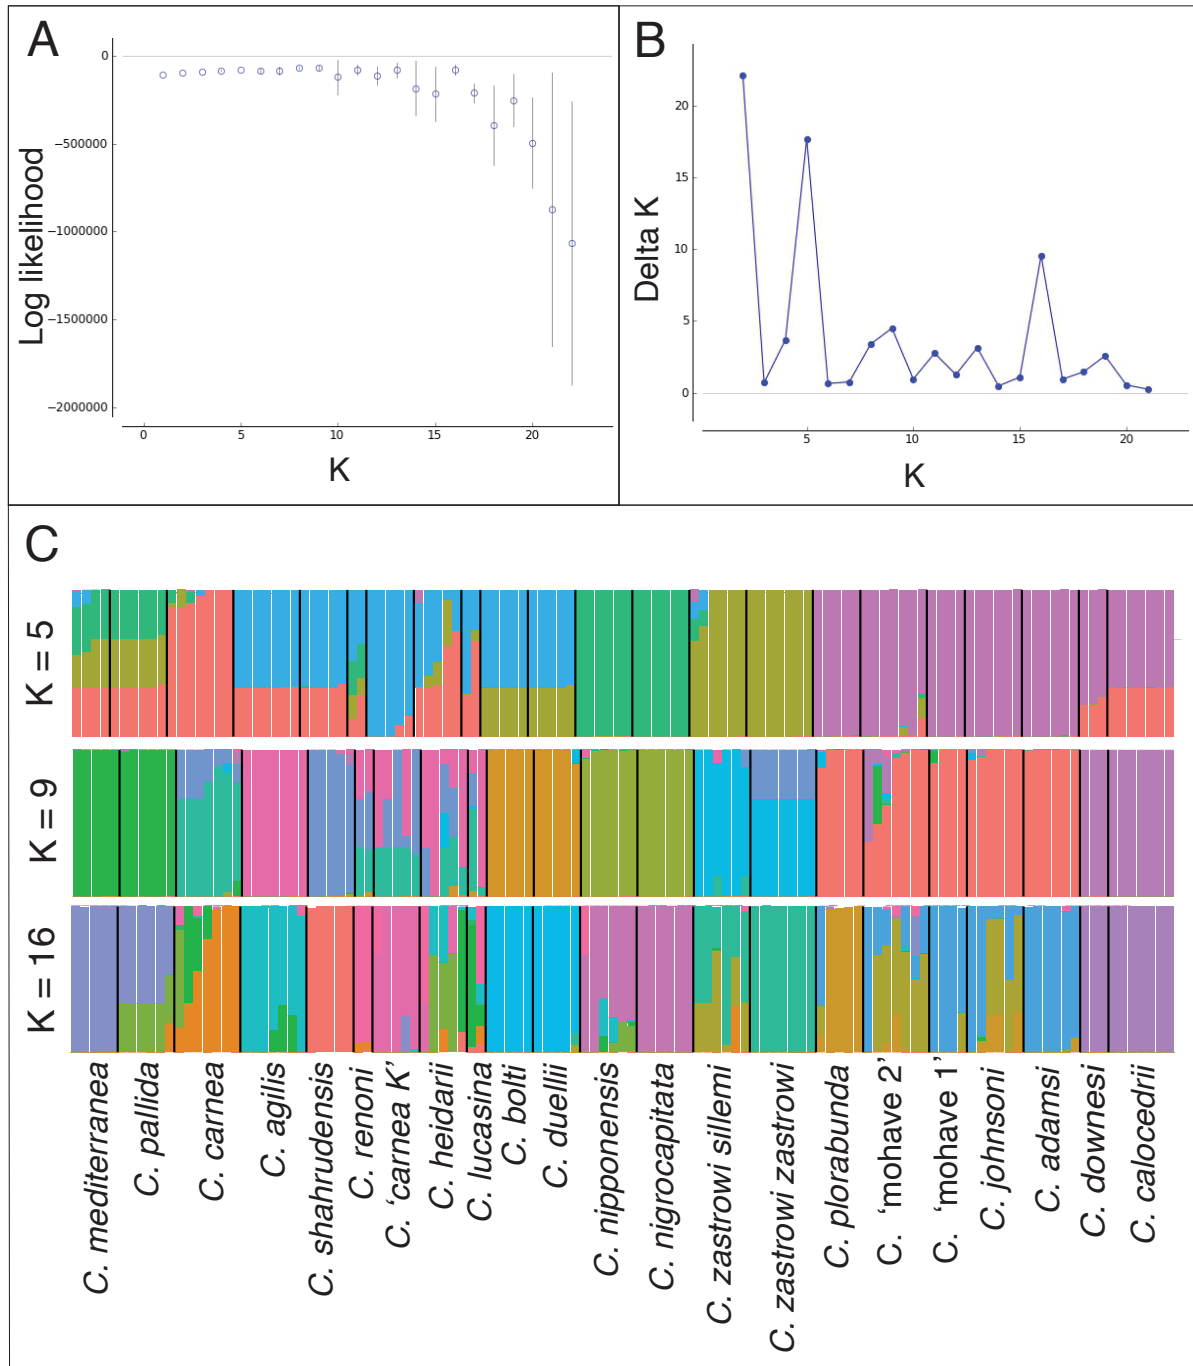 A
0
−500000
−1000000
−1500000
−2000000
Log likelihood
0
5
10
15
20
K
B
20
15
10
5
0
Delta K
5
10
15
20
K
C
K = 5
K = 9
K = 16
C. mediterranea
C. pallida
C. carnea
C. agilis
C. shahrudensis
C. renoni
C. ‘carnea K’
C. heidarii
C. lucasina
C. bolti
C. duellii
C. nipponensis
C. nigrocapitata
C. zastrowi sillemi
C. zastrowi zastrowi
C. plorabunda
C. ‘mohave 2’
C. ‘mohave 1’
C. johnsoni
C. adamsi
C. downesi
C. calocedrii